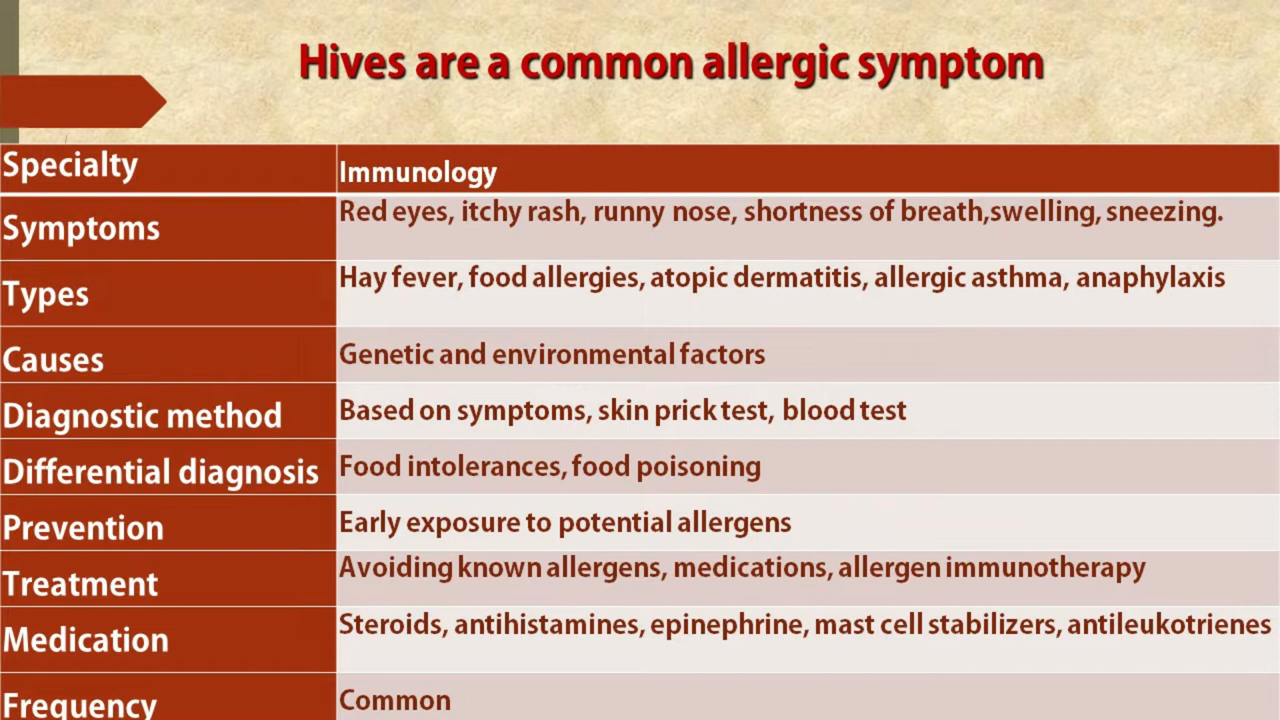 Hives are a common allergic symptom
Specialty
Immunology
Symptoms
Red eyes, itchy rash, runny nose, shortness of breath,swelling, sneezing.
Types
Hay fever, food allergies, atopic dermatitis, allergic asthma, anaphylaxis
Causes
Genetic and environmental factors
Diagnostic method
Based on symptoms, skin prick test, blood test
Differential diagnosis
Food intolerances, food poisoning
Prevention
Early exposure to potential allergens
Treatment
Avoiding known allergens, medications, allergen immunotherapy
Medication
Steroids, antihistamines, epinephrine, mast cell stabilizers, antileukotrienes
Frequency
Common